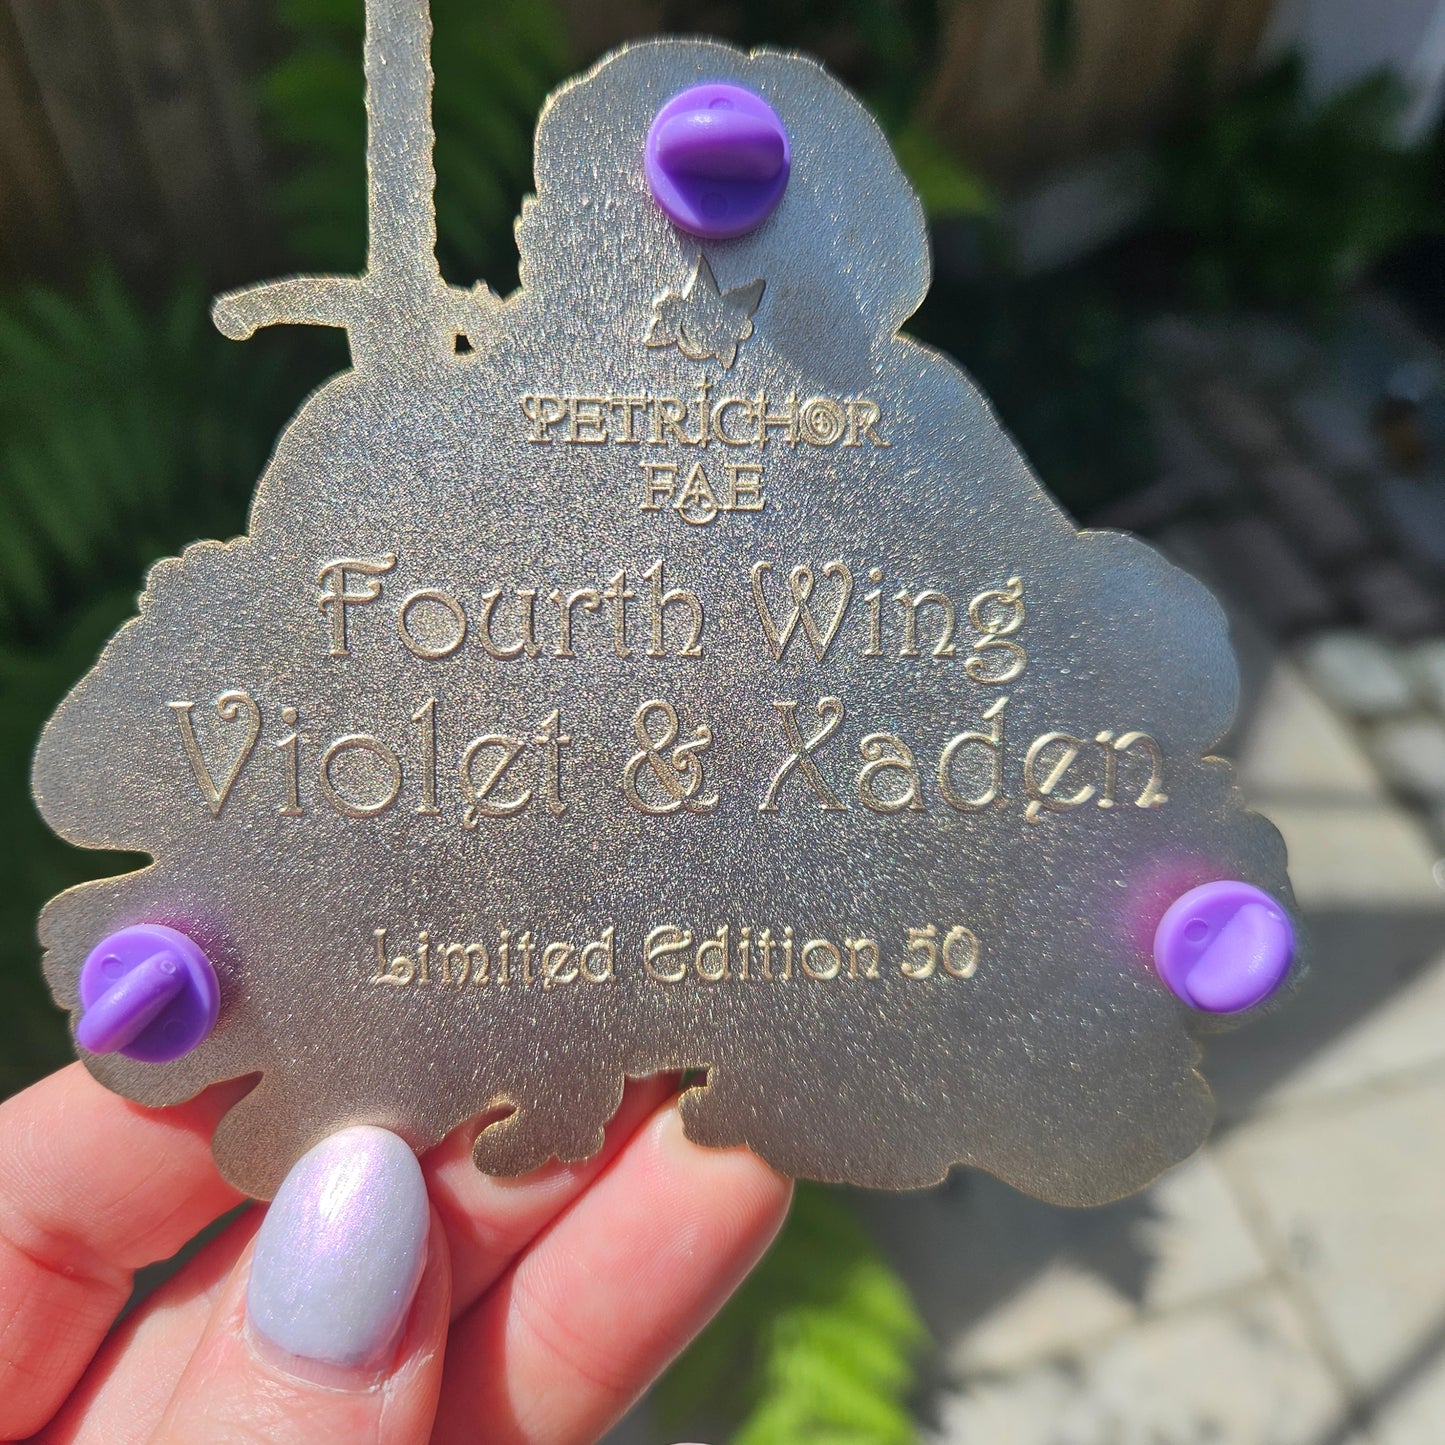 PETRICHOR
FAE
Fourth Wing
Violet & Xaden
Limited Edition 50